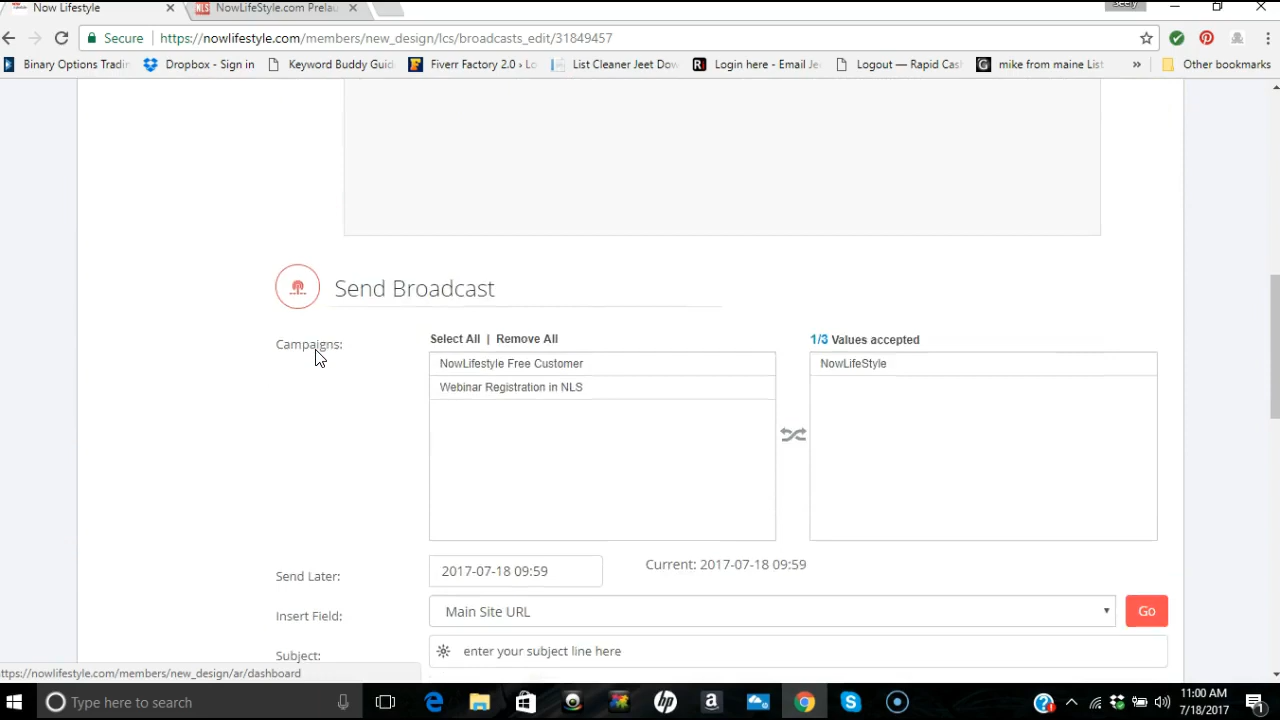 Now Lifestyle
NLS NowLifeStyle.com Prelau
Seely
Secure https://nowlifestyle.com/members/new_design/lcs/broadcasts_edit/31849457
Binary Options Tradin Dropbox - Sign in Keyword Buddy Guid Fiverr Factory 2.0 › Lo List Cleaner Jet Dow Login here - Email Je Logout — Rapid Cas G mike from maine List » Other bookmarks
Send Broadcast
Campaigns:
Select All | Remove All
1/3 Values accepted
NowLifestyle Free Customer
NowLifeStyle
Webinar Registration in NLS
Send Later:
2017-07-18 09:59
Current: 2017-07-18 09:59
Insert Field:
Main Site URL
Go
Subject:
enter your subject line here
https://nowlifestyle.com/members/new_design/ar/dashboard
Type here to search
11:00 AM
7/18/2017